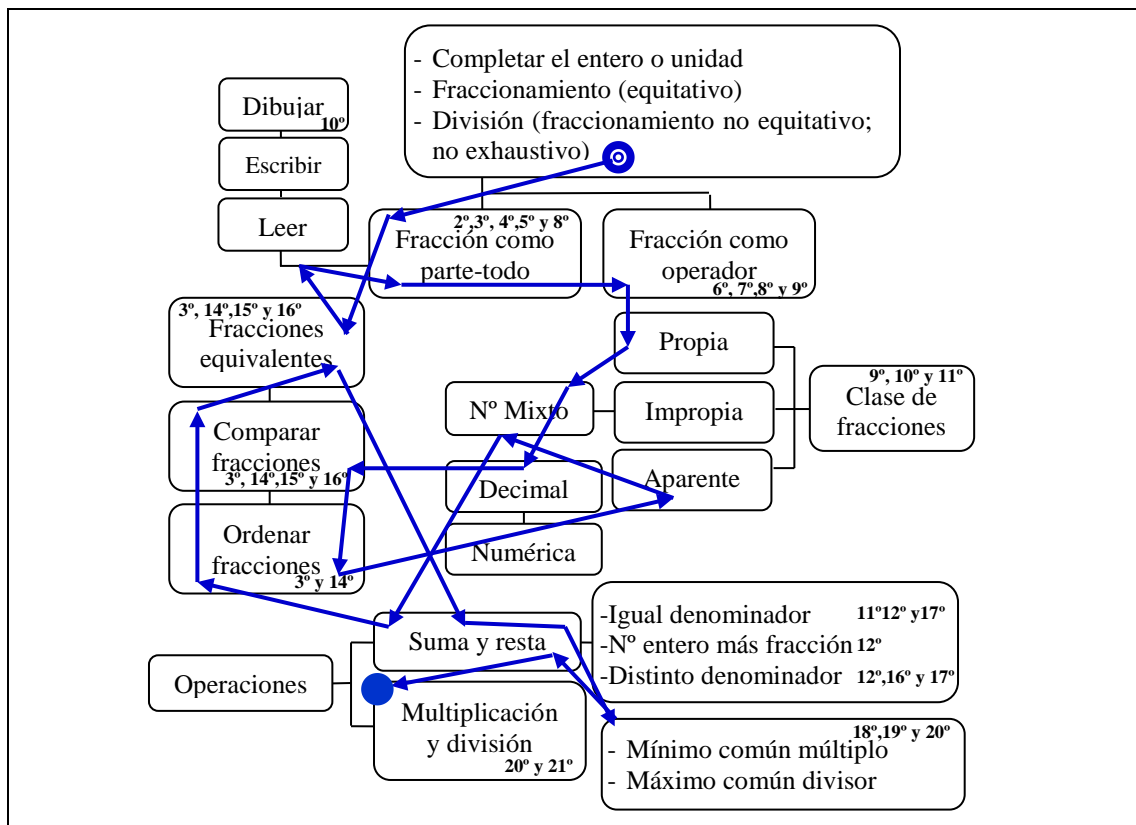 - Completar el entero o unidad
- Fraccionamiento (equitativo)
- División (fraccionamiento no equitativo;
no exhaustivo)
Dibujar
10º
Escribir
Leer
2º,3º, 4º,5º y 8º
Fracción como
parte-todo
Fracción como
operador
6º, 7º,8º y 9º
3º, 14º,15º y 16º
Fracciones
equivalentes
Propia
Nº Mixto
Impropia
9º, 10º y 11º
Clase de
fracciones
Comparar
fracciones
3º, 14º,15º y 16º
Decimal
Aparente
Numérica
Ordenar
fracciones
3º y 14º
Operaciones
Suma y resta
-Igual denominador 11º12º y17º
-Nº entero más fracción 12º
-Distinto denominador 12º,16º y 17º
Multiplicación
y división
20º y 21º
18º,19º y 20º
- Mínimo común múltiplo
- Máximo común divisor